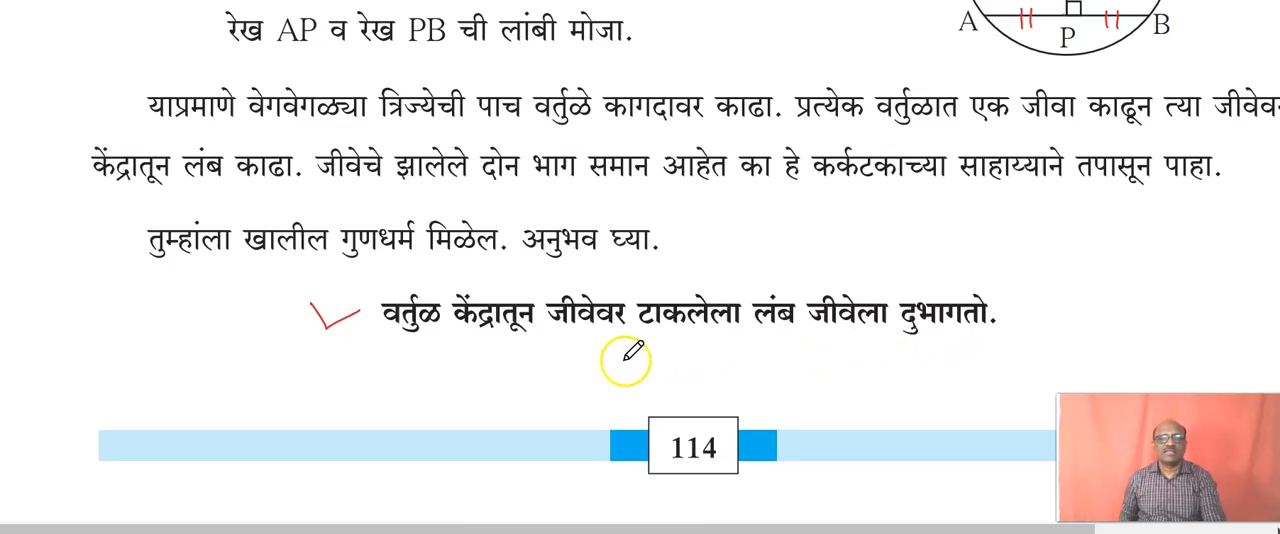 रेख AP व रेख PB ची लांबी मोजा.
A P B
याप्रमाणे वेगवेगळ्या त्रिज्येची पाच वर्तुळे कागदावर काढा. प्रत्येक वर्तुळात एक जीवा काढून त्या
केंद्रातून लंब काढा. जीवेचे झालेले दोन भाग समान आहेत का हे कर्कटकाच्या साहाय्याने तपासून पाहा.
तुम्हांला खालील गुणधर्म मिळेल. अनुभव घ्या.
वर्तुळ केंद्रातून जीवेवर टाकलेला लंब जीवेला दुभागतो.
114